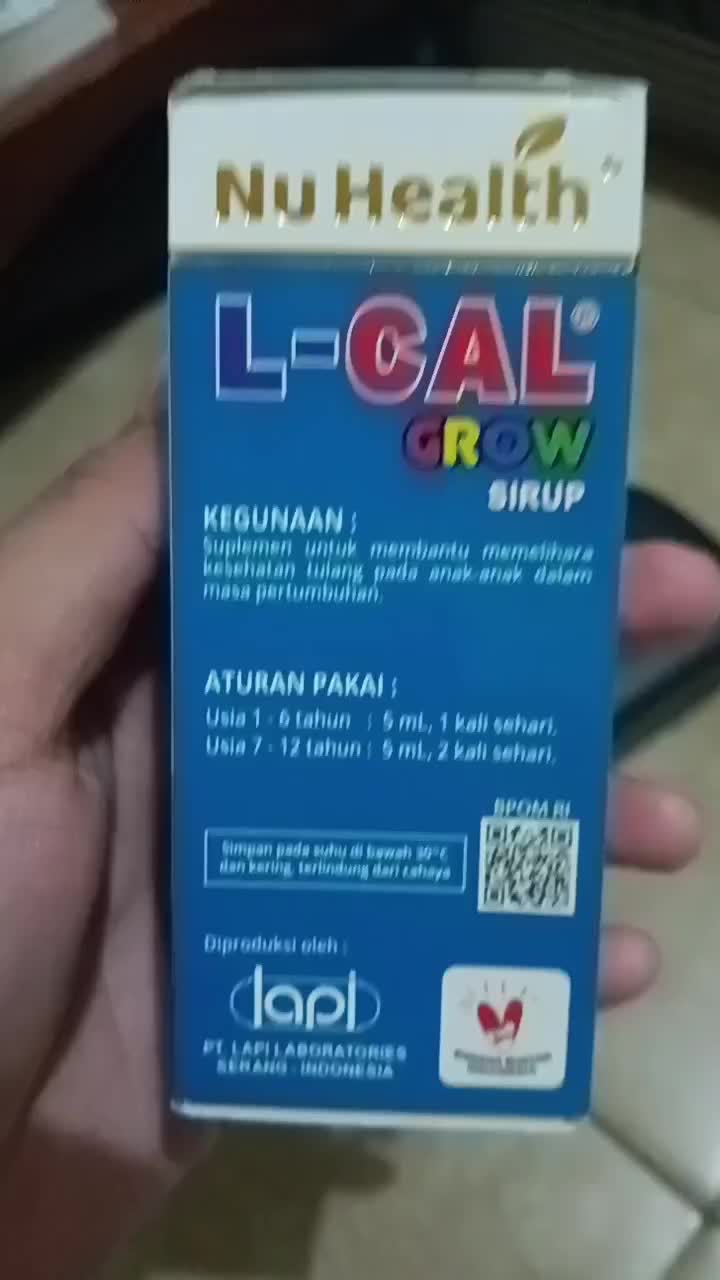 Nu Health
L-CAL®
GROW
SIRUP
KEGUNAAN :
Suplemen untuk membantu memelihara
kesehatan tulang pada anak-anak dalam
masa pertumbuhan.
ATURAN PAKAI :
Usia 1 - 6 tahun : 5 mL, 1 kali sehari.
Usia 7 - 12 tahun : 5 mL, 2 kali sehari.
BPOM RI
Simpan pada suhu di bawah 30°C
dan kering, terlindung dari cahaya
Diproduksi oleh :
lapi
PT. LAPI LABORATORIES
SERANG - INDONESIA